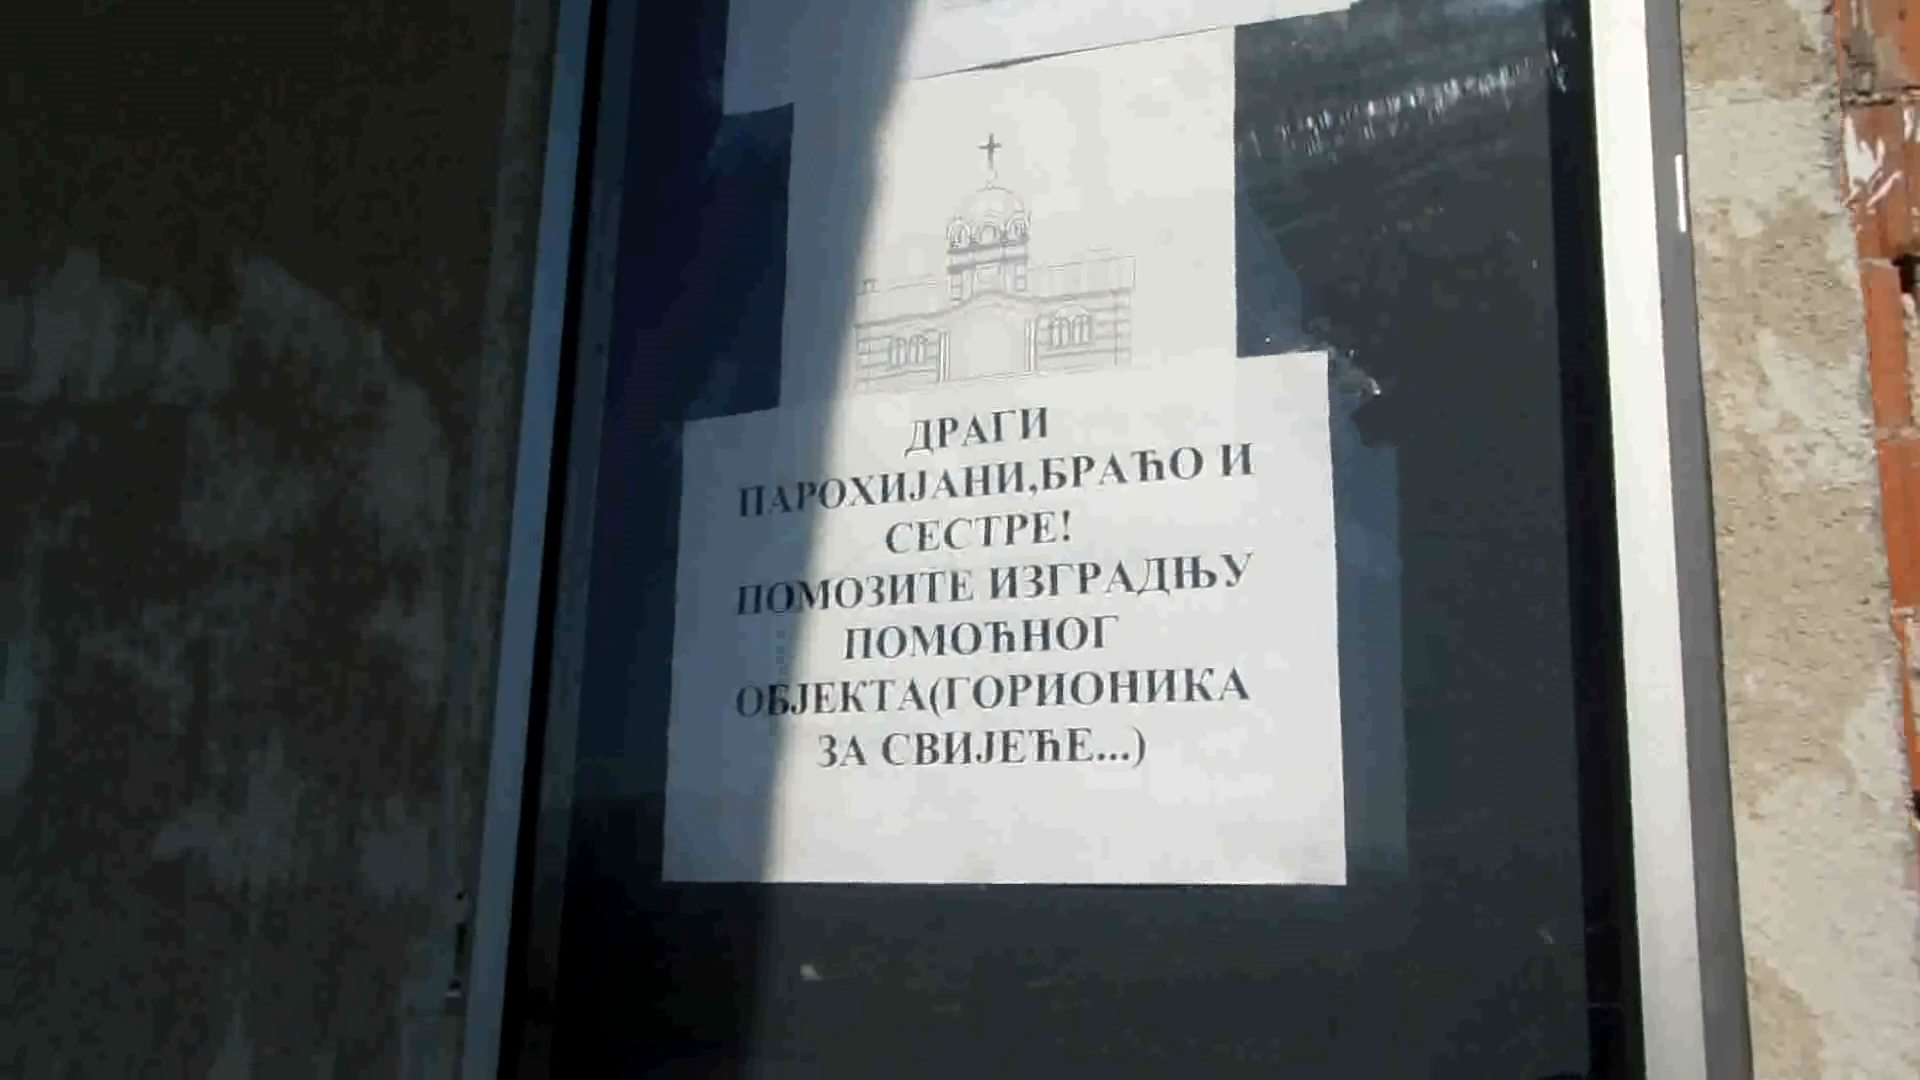 ДРАГИ
ПАРОХИЈАНИ,БРАЋО И
СЕСТРЕ!
ПОМОЗИТЕ ИЗГРАДЊУ
ПОМОЋНОГ
ОБЈЕКТА(ГОРИОНИКА
ЗА СВИЈЕЋЕ...)